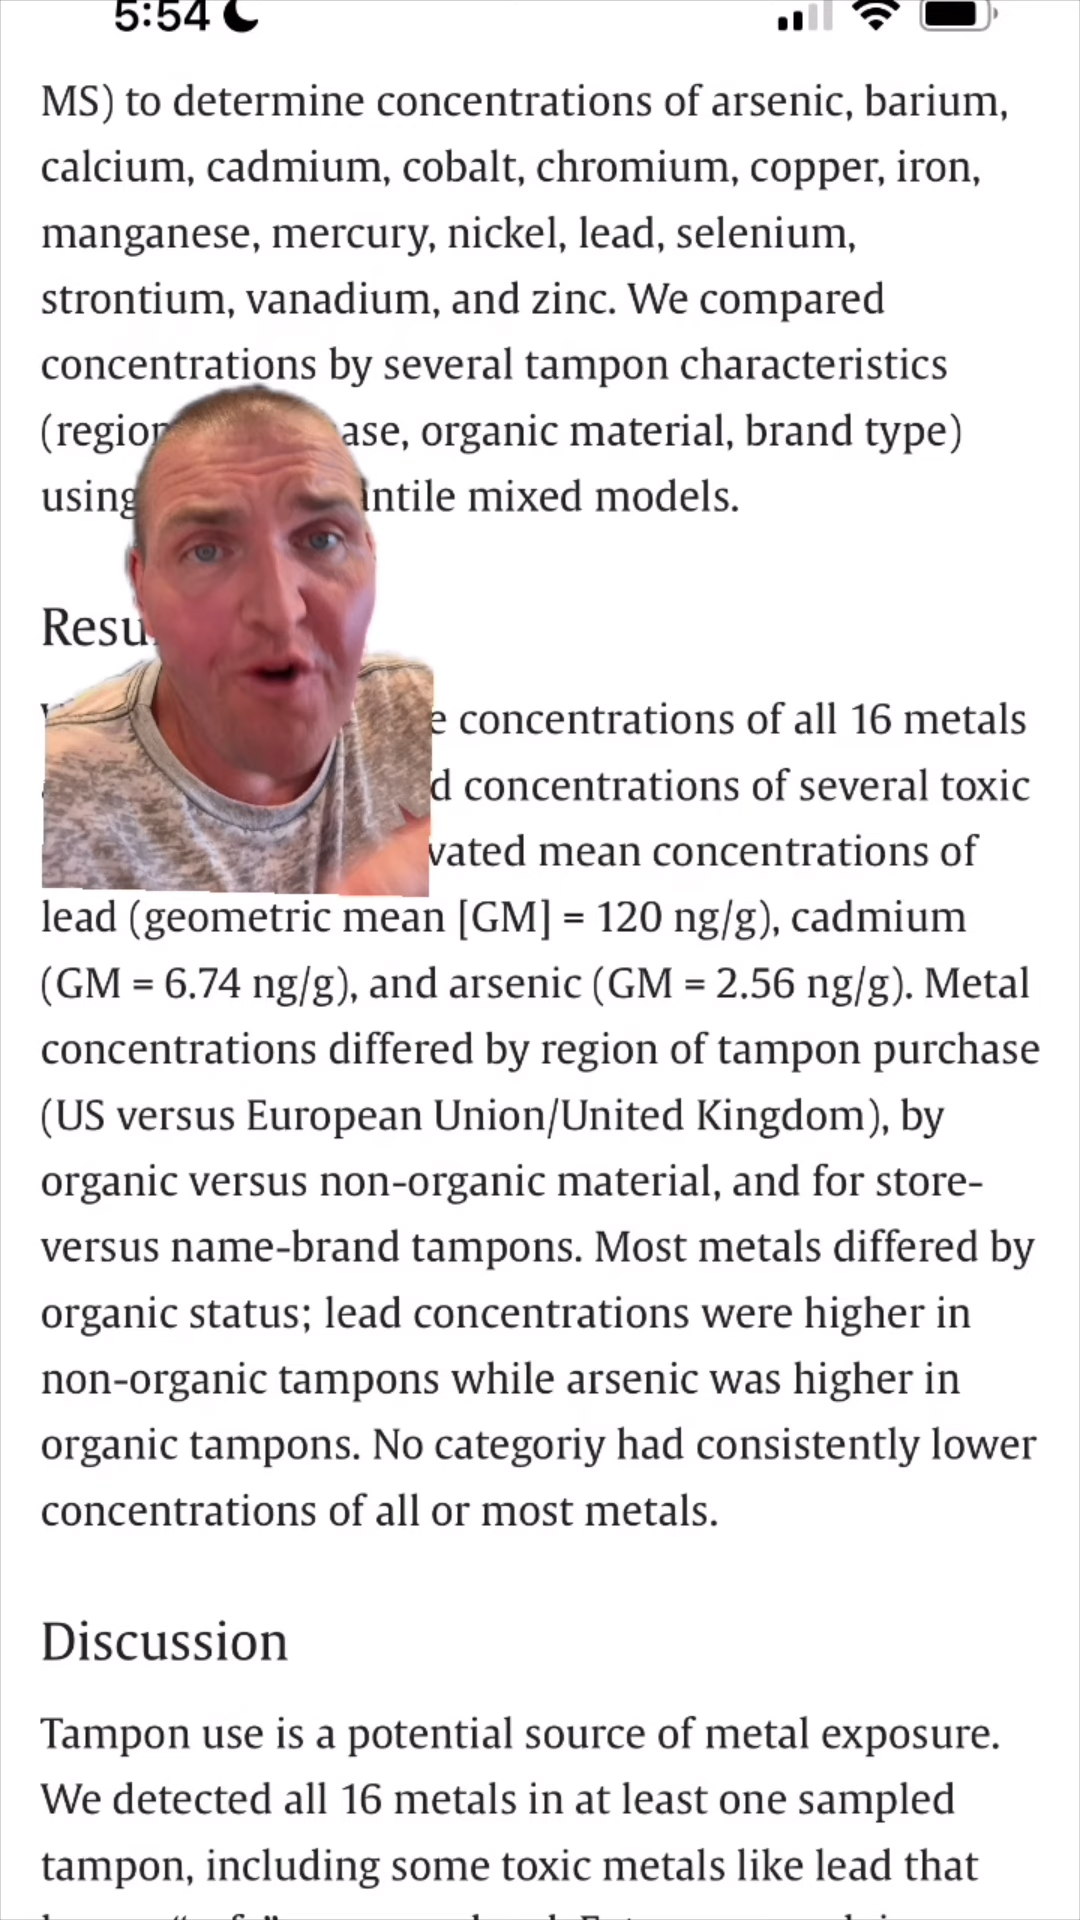 5:54
MS) to determine concentrations of arsenic, barium,
calcium, cadmium, cobalt, chromium, copper, iron,
manganese, mercury, nickel, lead, selenium,
strontium, vanadium, and zinc. We compared
concentrations by several tampon characteristics
organic material, brand type)
using mixed models.
concentrations of all 16 metals
concentrations of several toxic
mean concentrations of
lead (geometric mean [GM] = 120 ng/g), cadmium
(GM = 6.74 ng/g), and arsenic (GM = 2.56 ng/g). Metal
concentrations differed by region of tampon purchase
(US versus European Union/United Kingdom), by
organic versus non-organic material, and for store-
versus name-brand tampons. Most metals differed by
organic status; lead concentrations were higher in
non-organic tampons while arsenic was higher in
organic tampons. No categoriy had consistently lower
concentrations of all or most metals.
Discussion
Tampon use is a potential source of metal exposure.
We detected all 16 metals in at least one sampled
tampon, including some toxic metals like lead that